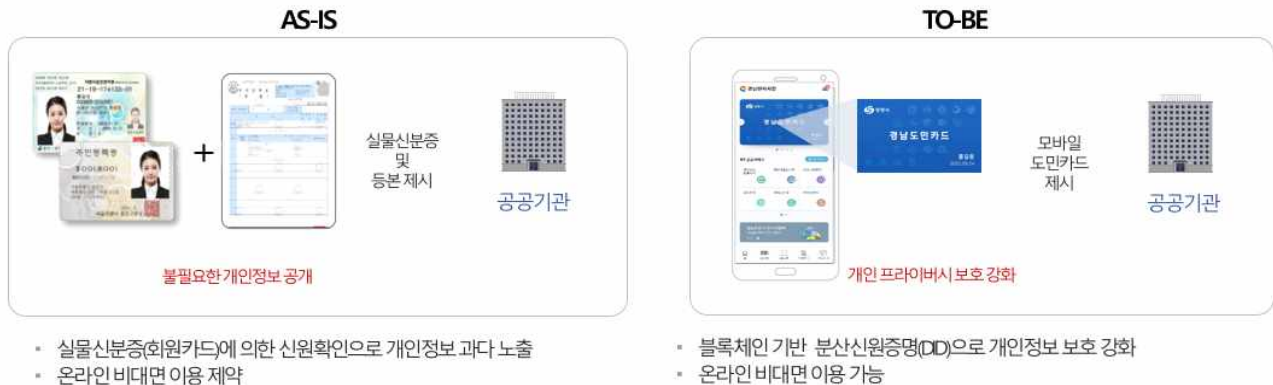 AS-IS
TO-BE
주민등록증
+
실물신분증
및
등본 제시
공공기관
불필요한 개인정보 공개
경남도민카드
모바일
도민카드
제시
공공기관
개인 프라이버시 보호 강화
▪ 실물신분증(회원카드)에 의한 신원확인으로 개인정보 과다 노출
▪ 온라인 비대면 이용 제약
▪ 블록체인 기반 분산신원증명(DID)으로 개인정보 보호 강화
▪ 온라인 비대면 이용 가능